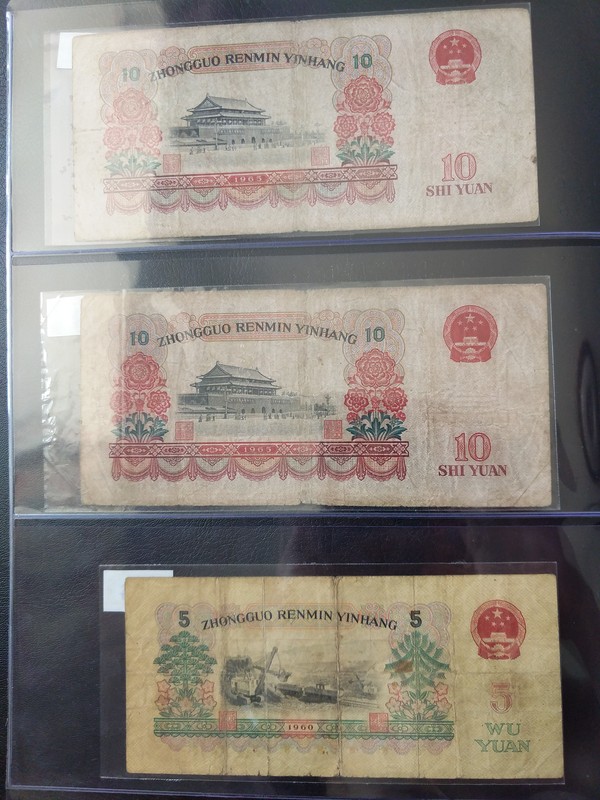 10 ZHONGGUO RENMIN YINHANG 10
10
SHI YUAN
1965
10 ZHONGGUO RENMIN YINHANG 10
10
SHI YUAN
1965
5 ZHONGGUO RENMIN YINHANG 5
5
WU
YUAN
1960